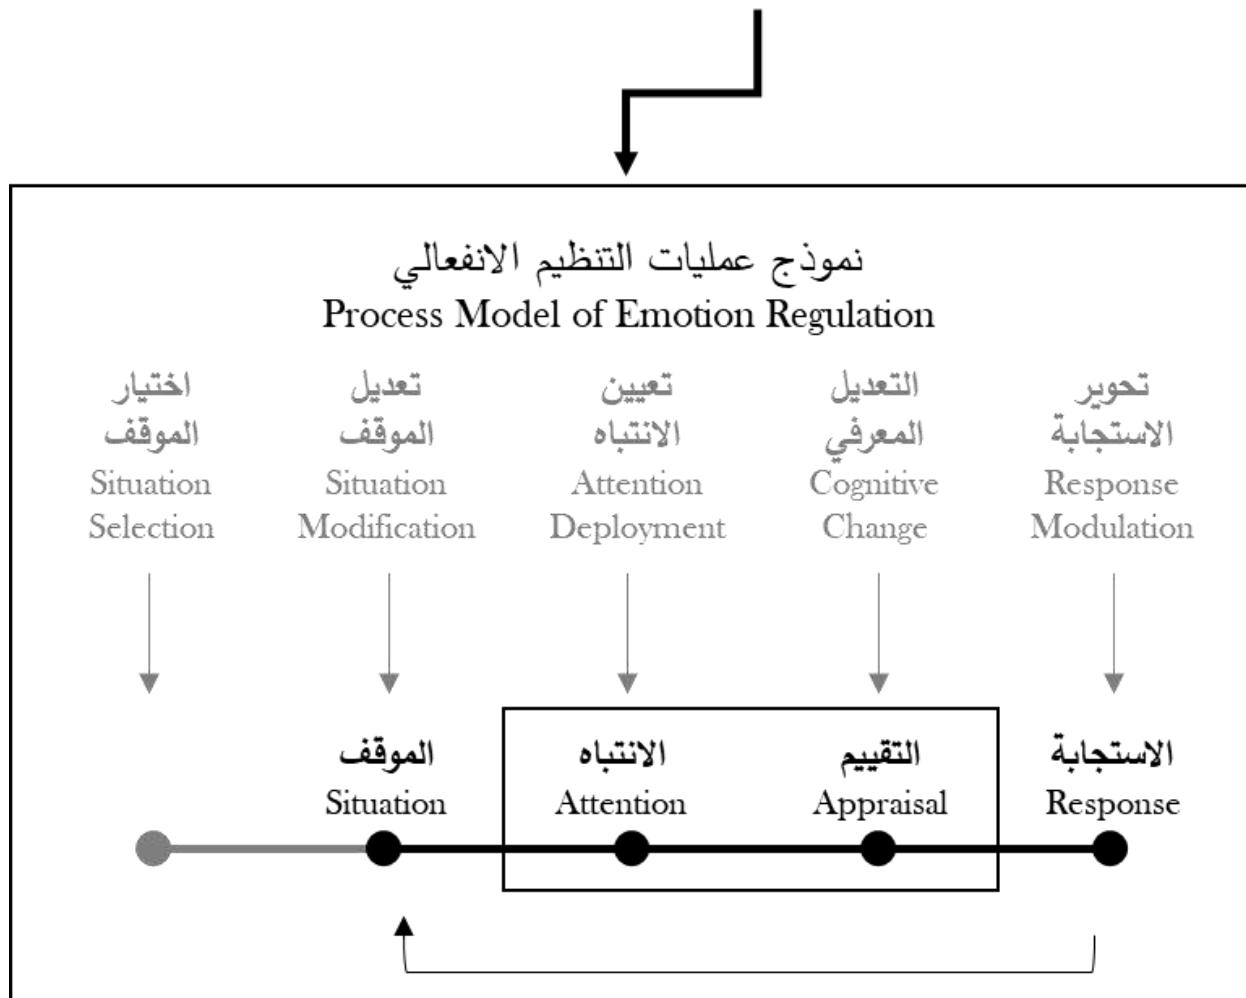 نموذج عمليات التنظيم الانفعالي
Process Model of Emotion Regulation
اختيار
الموقف
Situation
Selection
تعديل
الموقف
Situation
Modification
تعيين
الانتباه
Attention
Deployment
التعديل
المعرفي
Cognitive
Change
تحوير
الاستجابة
Response
Modulation
الموقف
Situation
الانتباه
Attention
التقييم
Appraisal
الاستجابة
Response